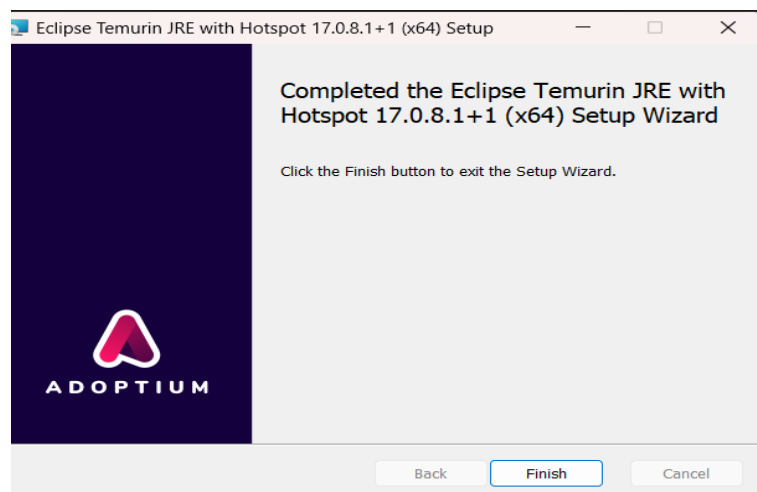 Eclipse Temurin JRE with Hotspot 17.0.8.1+1 (x64) Setup
Completed the Eclipse Temurin JRE with
Hotspot 17.0.8.1+1 (x64) Setup Wizard
Click the Finish button to exit the Setup Wizard.
ADOPTIUM
Back Finish Cancel